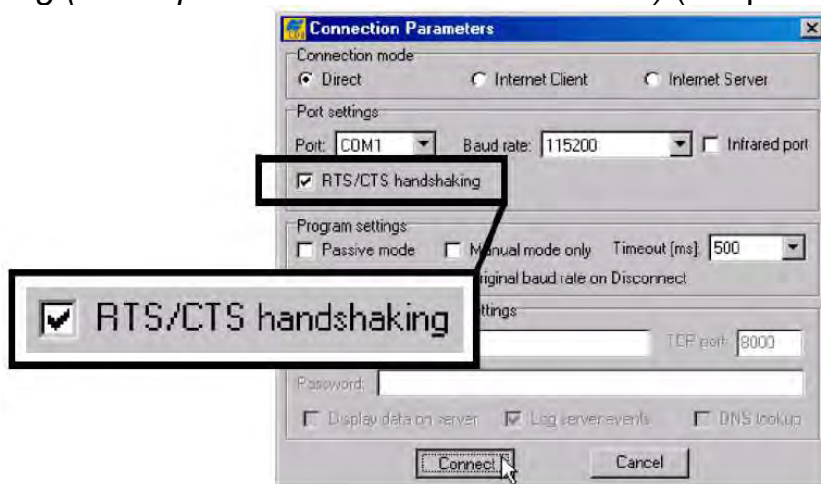 Connection Parameters
Connection mode
Direct Internet Client Internet Server
Port settings
Port: COM1 Baud rate: 115200 Infrared port
RTS/CTS handshaking
Program settings
Passive mode Manual mode only Timeout [ms]: 500
original baud rate on Disconnect
RTS/CTS handshaking
ttings
TCP port: 8000
Password:
Display data on server Log server events DNS lookup
Connect Cancel